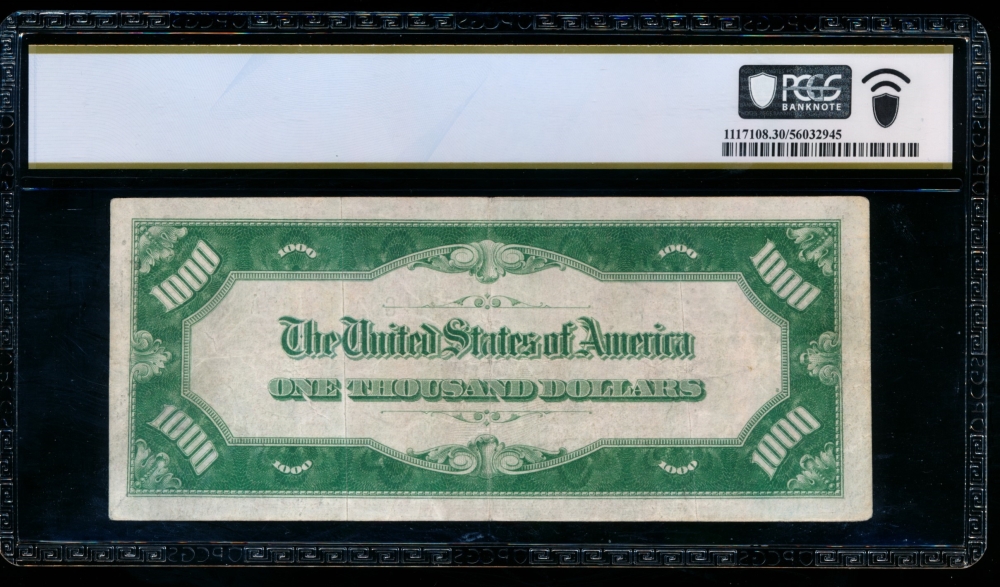 PCGS
BANKNOTE
1117108.30/56032945
1000 1000 1000 1000
The United States of America
ONE THOUSAND DOLLARS
1000 1000 1000 1000